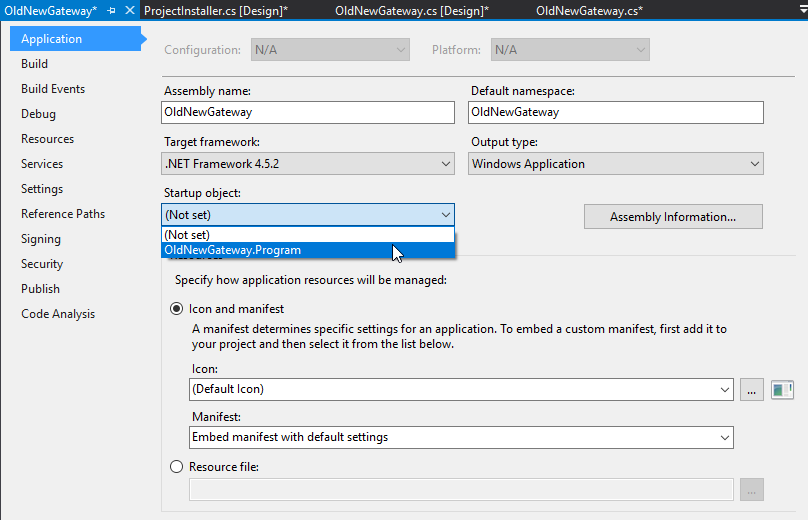 OldNewGateway* ProjectInstaller.cs [Design]* OldNewGateway.cs [Design]* OldNewGateway.cs*
Application
Build
Build Events
Debug
Resources
Services
Settings
Reference Paths
Signing
Security
Publish
Code Analysis
Configuration: N/A Platform: N/A
Assembly name: Default namespace:
OldNewGateway OldNewGateway
Target framework: Output type:
.NET Framework 4.5.2 Windows Application
Startup object:
(Not set) Assembly Information...
(Not set)
OldNewGateway.Program
Specify how application resources will be managed:
Icon and manifest
A manifest determines specific settings for an application. To embed a custom manifest, first add it to
your project and then select it from the list below.
Icon:
(Default Icon) ...
Manifest:
Embed manifest with default settings
Resource file:
...